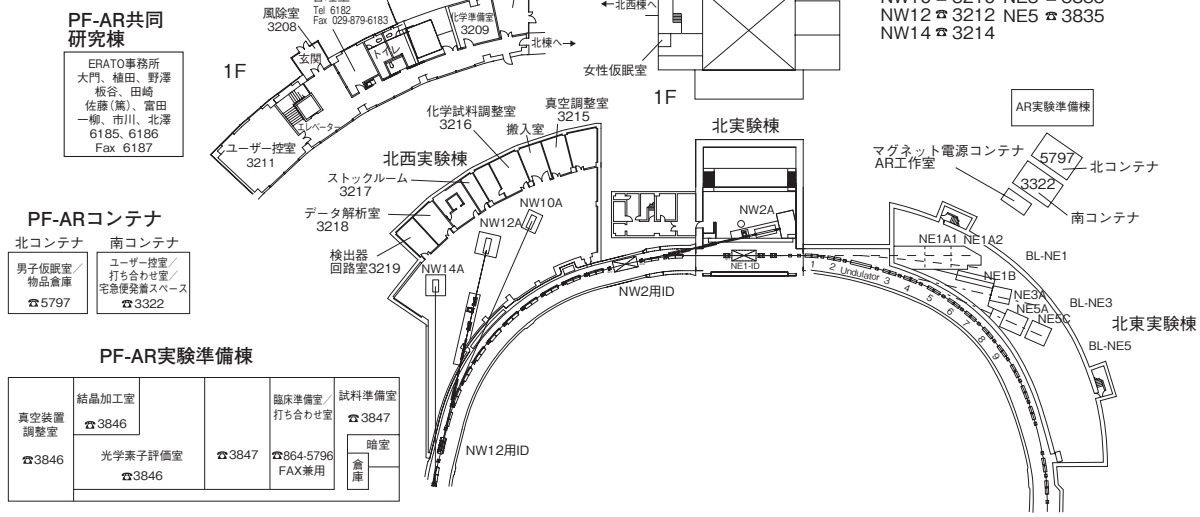 PF-AR共同
研究棟
ERATO事務所
大門、植田、野澤
板谷、田崎
佐藤(篤)、富田
一柳、市川、北澤
6185、6186
Fax 6187
Tel 6182
Fax 029-879-6183
風除室
3208
玄関
トイレ
化学準備室
3209
北棟へ→
1F
エレベーター
ユーザー控室
3211
←北西棟へ
女性仮眠室
1F
NW12 ☎ 3212 NE5 ☎ 3835
NW14 ☎ 3214
AR実験準備棟
マグネット電源コンテナ
AR工作室
5797
北コンテナ
3322
南コンテナ
北西実験棟
化学試料調整室
3216
搬入室
真空調整室
3215
ストックルーム
3217
データ解析室
3218
検出器
回路室3219
NW10A
NW12A
NW14A
北実験棟
NW2A
NE1-ID
NW2用ID
NW12用ID
1 2 Undulator 3 4 5 6 7 8 9
NE1A1 NE1A2
BL-NE1
NE1B
NE3A
NE5A
NE5C
BL-NE3
北東実験棟
BL-NE5
PF-ARコンテナ
北コンテナ 南コンテナ
男子仮眠室/
物品倉庫
☎5797
ユーザー控室/
打ち合わせ室/
宅急便発着スペース
☎3322
PF-AR実験準備棟
真空装置
調整室
☎3846
結晶加工室
☎3846
光学素子評価室
☎3846
☎3847
臨床準備室/
打ち合わせ室
☎864-5796
FAX兼用
試料準備室
☎3847
暗室
倉庫